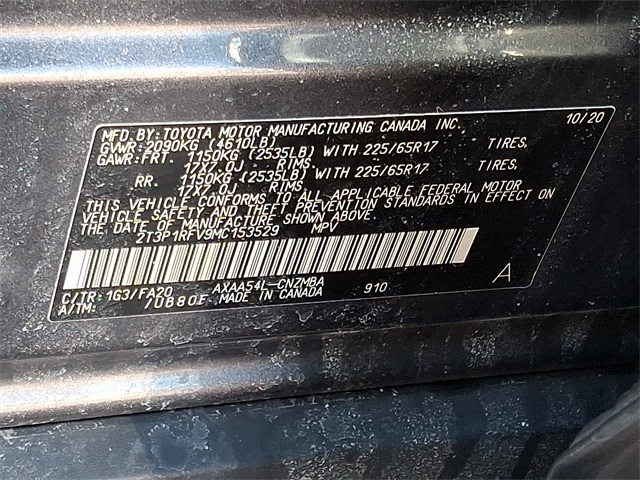 MFD.BY:TOYOTA MOTOR MANUFACTURING CANADA INC. 10/20
GVWR:2090KG (4610LB)
GAWR:FRT. 1150KG (2535LB) WITH 225/65R17 TIRES,
17X7.0J RIMS
RR. 1150KG (2535LB) WITH 225/65R17 TIRES,
17X7.0J RIMS
THIS VEHICLE CONFORMS TO ALL APPLICABLE FEDERAL MOTOR
VEHICLE SAFETY AND THEFT PREVENTION STANDARDS IN EFFECT ON
THE DATE OF MANUFACTURE SHOWN ABOVE.
2T3P1RFV9MC153529 MPV
C/TR:1G3/FA20 AXAA54L-CNZMBA 910 A
A/TM: /UB80F MADE IN CANADA